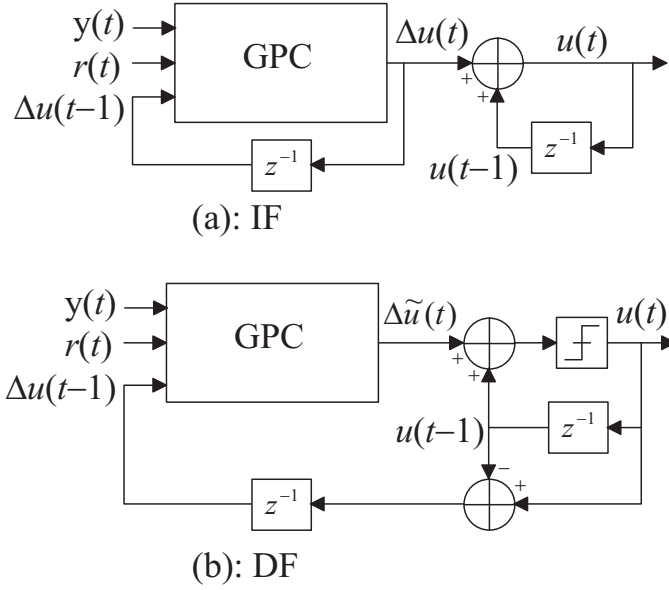 y(t)
r(t)
Δu(t−1)
GPC
Δu(t)
+
+
u(t)
z⁻¹
u(t−1)
z⁻¹
(a): IF
y(t)
r(t)
Δu(t−1)
GPC
Δũ(t)
+
+
u(t)
u(t−1)
z⁻¹
−
+
z⁻¹
(b): DF